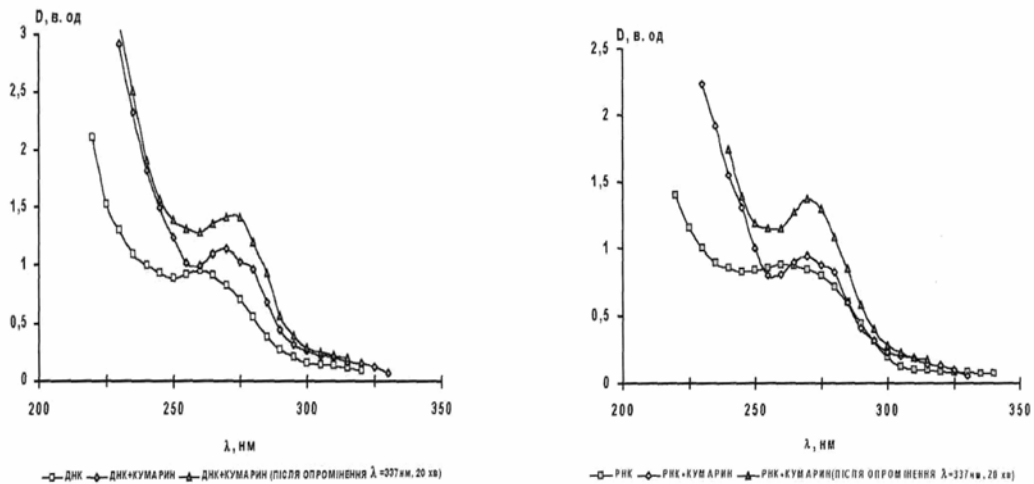 D, в. од
3
2,5
2
1,5
1
0,5
0
200 250 300 350
λ, нм
ДНК ДНК+КУМАРИН ДНК+КУМАРИН (ПІСЛЯ ОПРОМІНЕННЯ λ =337нм, 20 хв)
D, в. од
2,5
2
1,5
1
0,5
0
200 250 300 350
λ, нм
РНК РНК+КУМАРИН РНК+КУМАРИН(ПІСЛЯ ОПРОМІНЕННЯ λ=337нм, 20 хв)